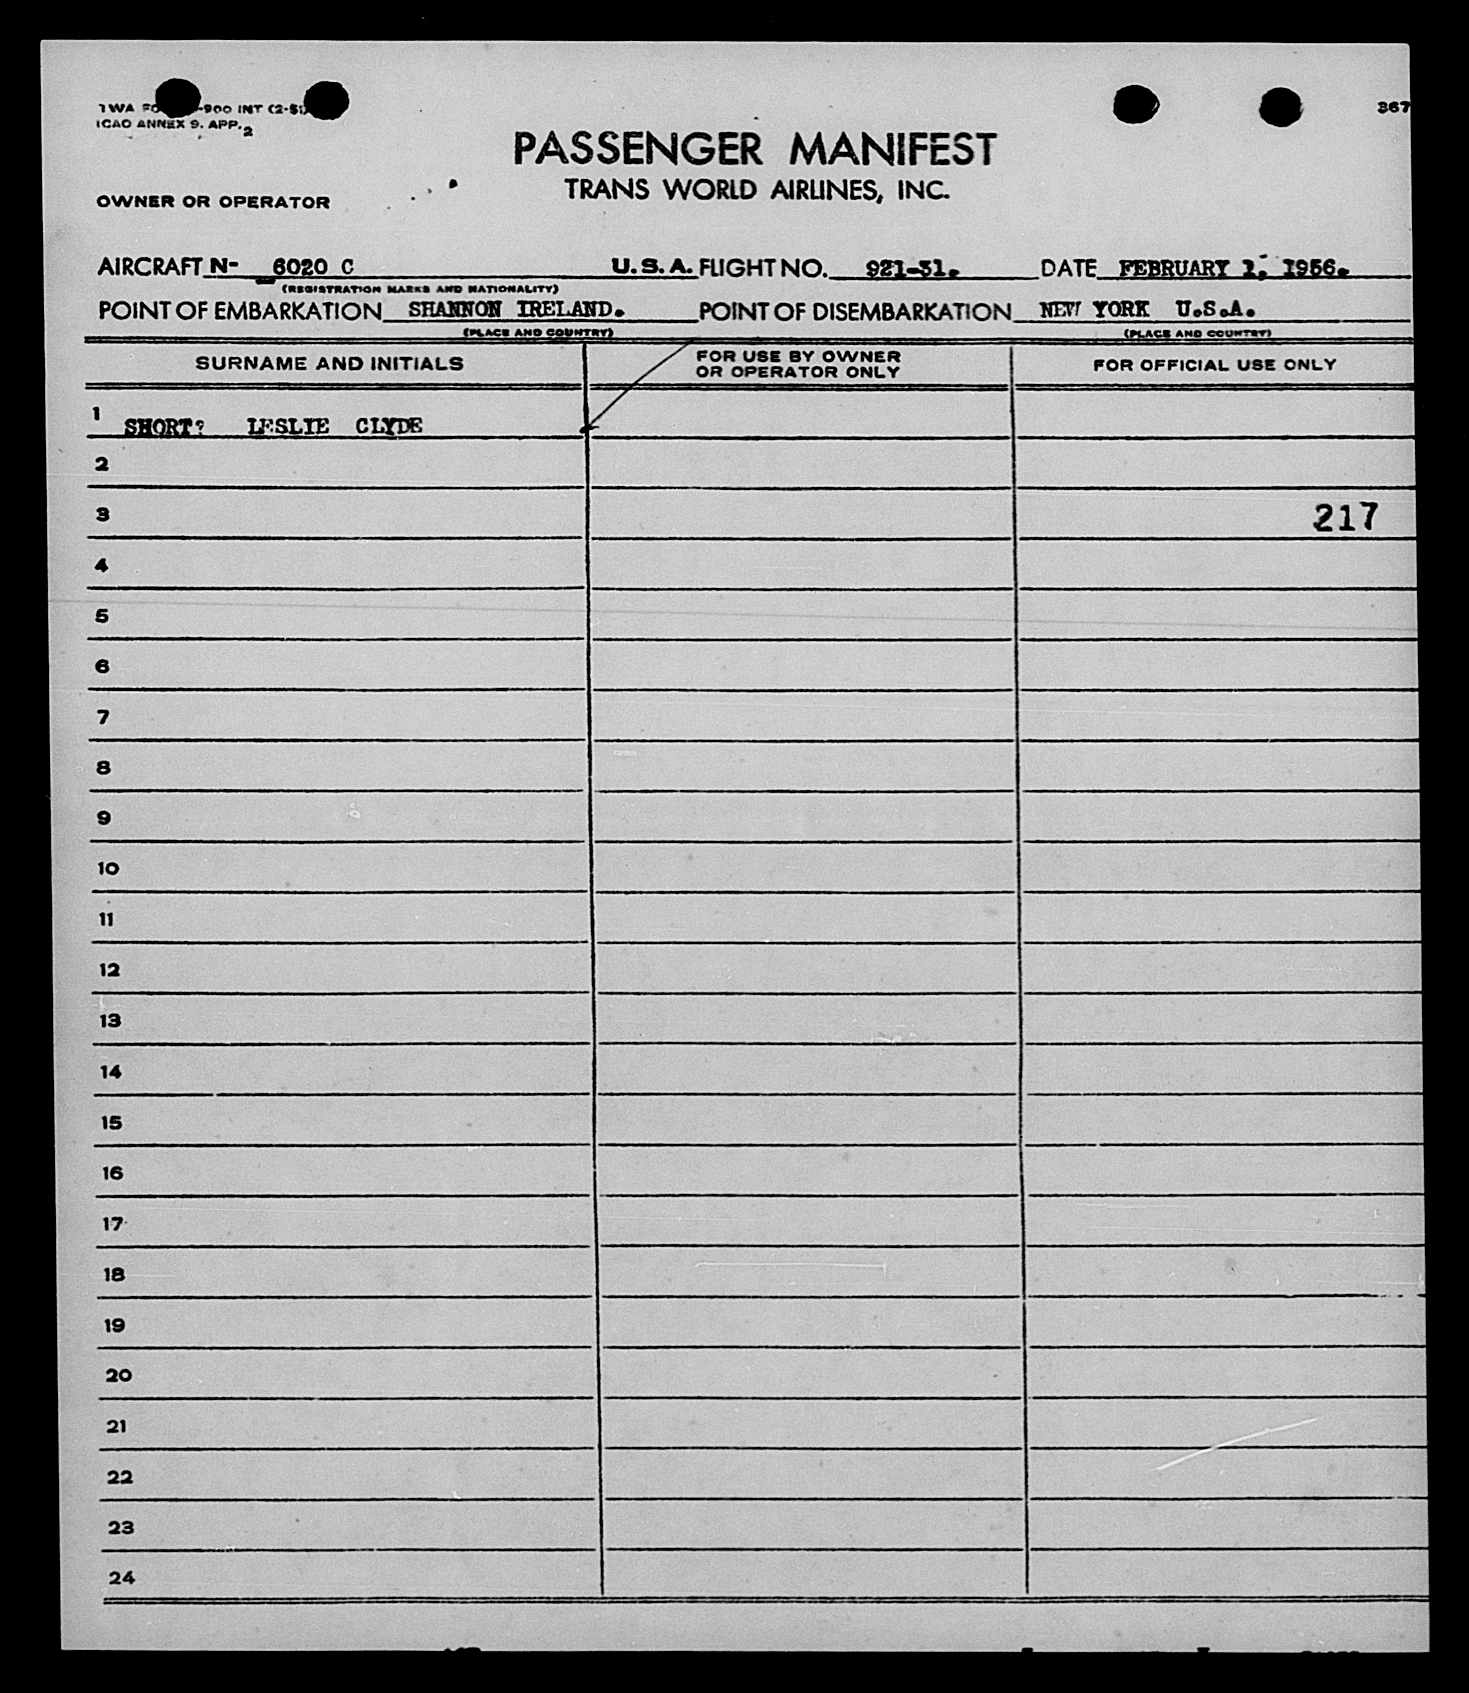 TWA FO -900 INT (2-51)
367
ICAO ANNEX 9. APP. 2
PASSENGER MANIFEST
TRANS WORLD AIRLINES, INC.
OWNER OR OPERATOR
AIRCRAFT N- 6020 C U.S.A. FLIGHT NO. 921-31. DATE FEBRUARY 1, 1956.
(REGISTRATION MARKS AND NATIONALITY)
POINT OF EMBARKATION SHANNON IRELAND. POINT OF DISEMBARKATION NEW YORK U.S.A.
(PLACE AND COUNTRY) (PLACE AND COUNTRY)
SURNAME AND INITIALS
FOR USE BY OWNER
OR OPERATOR ONLY
FOR OFFICIAL USE ONLY
1 SHORT? LESLIE CLYDE
2
3 217
4
5
6
7
8
9
10
11
12
13
14
15
16
17
18
19
20
21
22
23
24